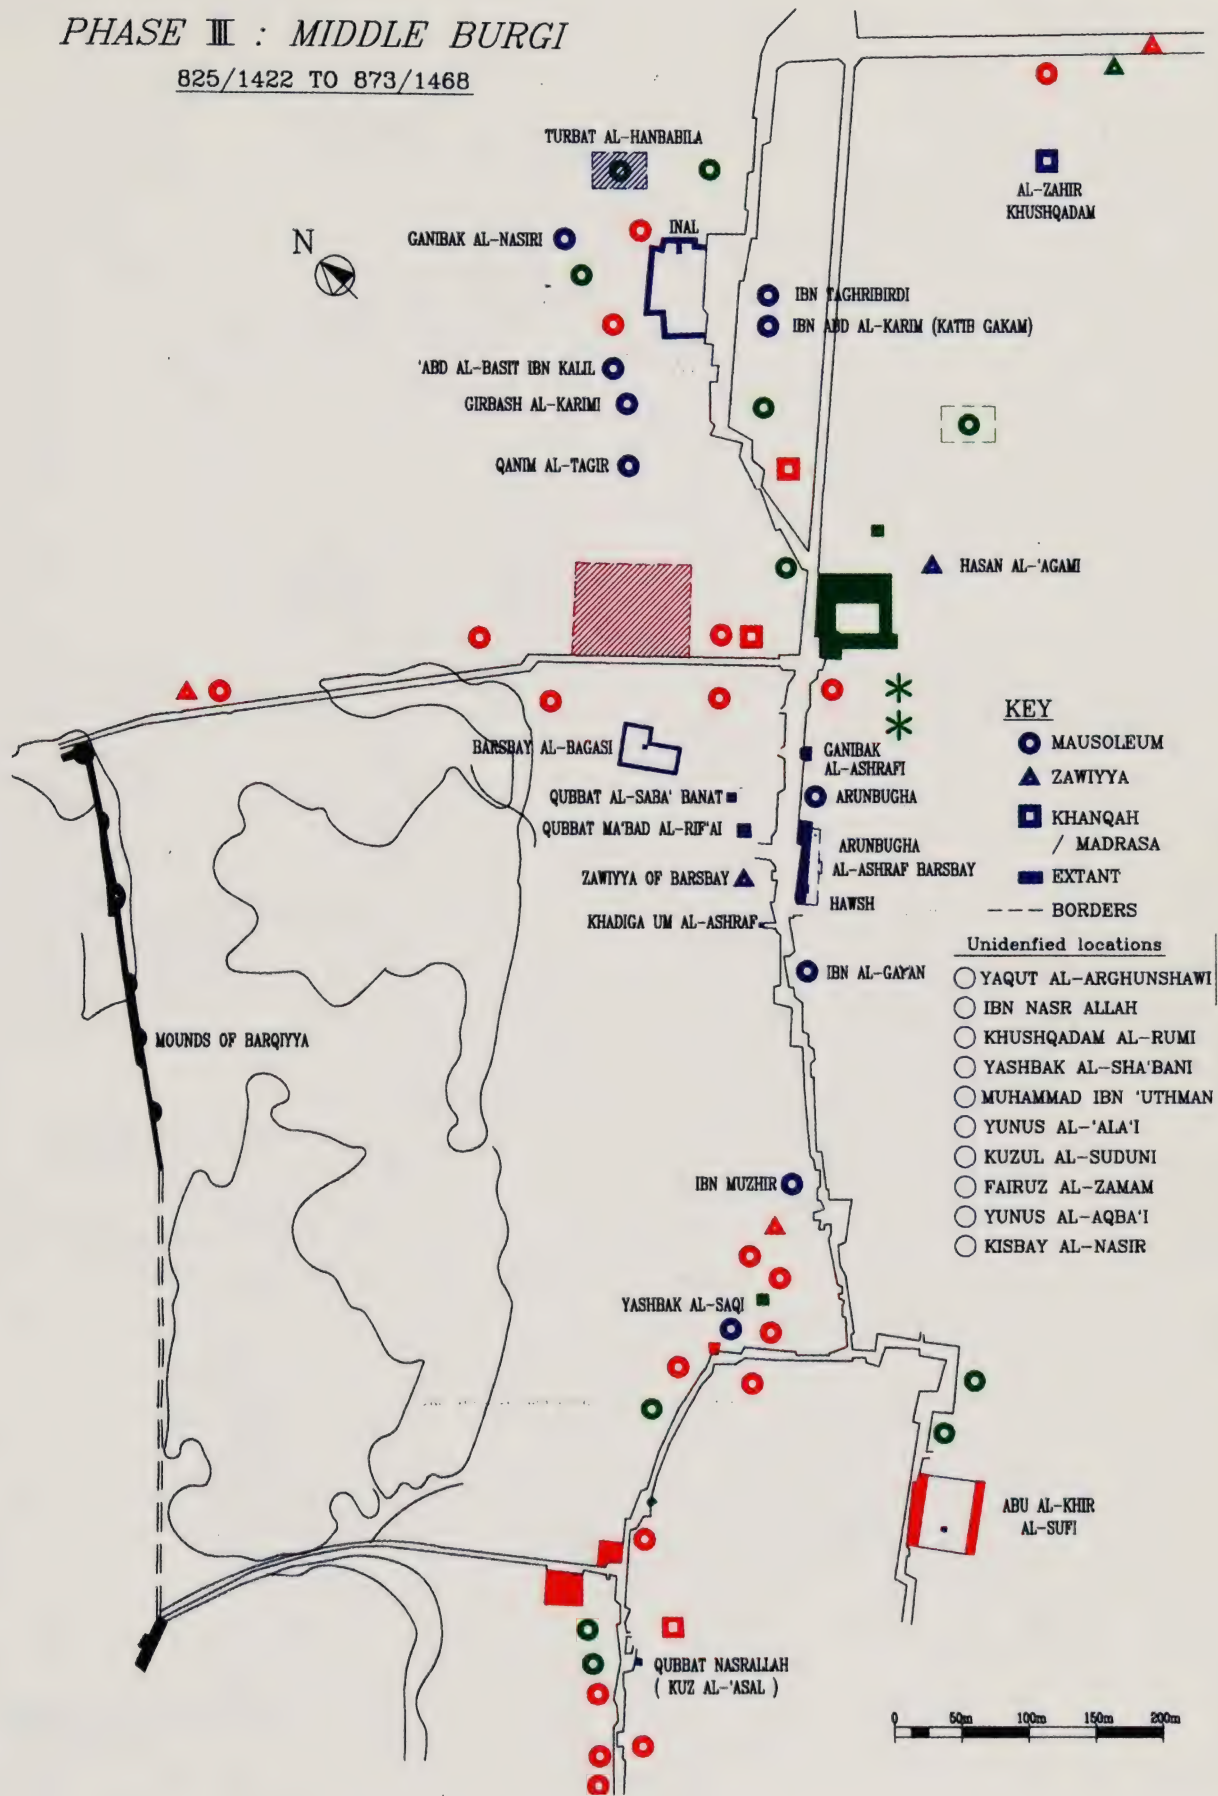 PHASE III : MIDDLE BURGI
825/1422 TO 873/1468
TURBAT AL-HANBABILA
AL-ZAHIR
KHUSHQADAM
N
GANIBAK AL-NASIRI
INAL
IBN TAGHRIBIRDI
IBN ABD AL-KARIM (KATIB GAKAM)
'ABD AL-BASIT IBN KALIL
GIRBASH AL-KARIMI
QANIM AL-TAGIR
HASAN AL-'AGAMI
BARSBAY AL-BAGASI
GANIBAK
AL-ASHRAFI
QUBBAT AL-SABA' BANAT
ARUNBUGHA
QUBBAT MA'BAD AL-RIF'AI
ARUNBUGHA
AL-ASHRAF BARSBAY
HAWSH
ZAWIYYA OF BARSBAY
KHADIGA UM AL-ASHRAF
IBN AL-GAYAN
MOUNDS OF BARQIYYA
KEY
MAUSOLEUM
ZAWIYYA
KHANQAH
/ MADRASA
EXTANT
BORDERS
Unidenfied locations
YAQUT AL-ARGHUNSHAWI
IBN NASR ALLAH
KHUSHQADAM AL-RUMI
YASHBAK AL-SHA'BANI
MUHAMMAD IBN 'UTHMAN
YUNUS AL-'ALA'I
KUZUL AL-SUDUNI
FAIRUZ AL-ZAMAM
YUNUS AL-AQBA'I
KISBAY AL-NASIR
IBN MUZHIR
YASHBAK AL-SAQI
ABU AL-KHIR
AL-SUFI
QUBBAT NASRALLAH
( KUZ AL-'ASAL )
0 50m 100m 150m 200m